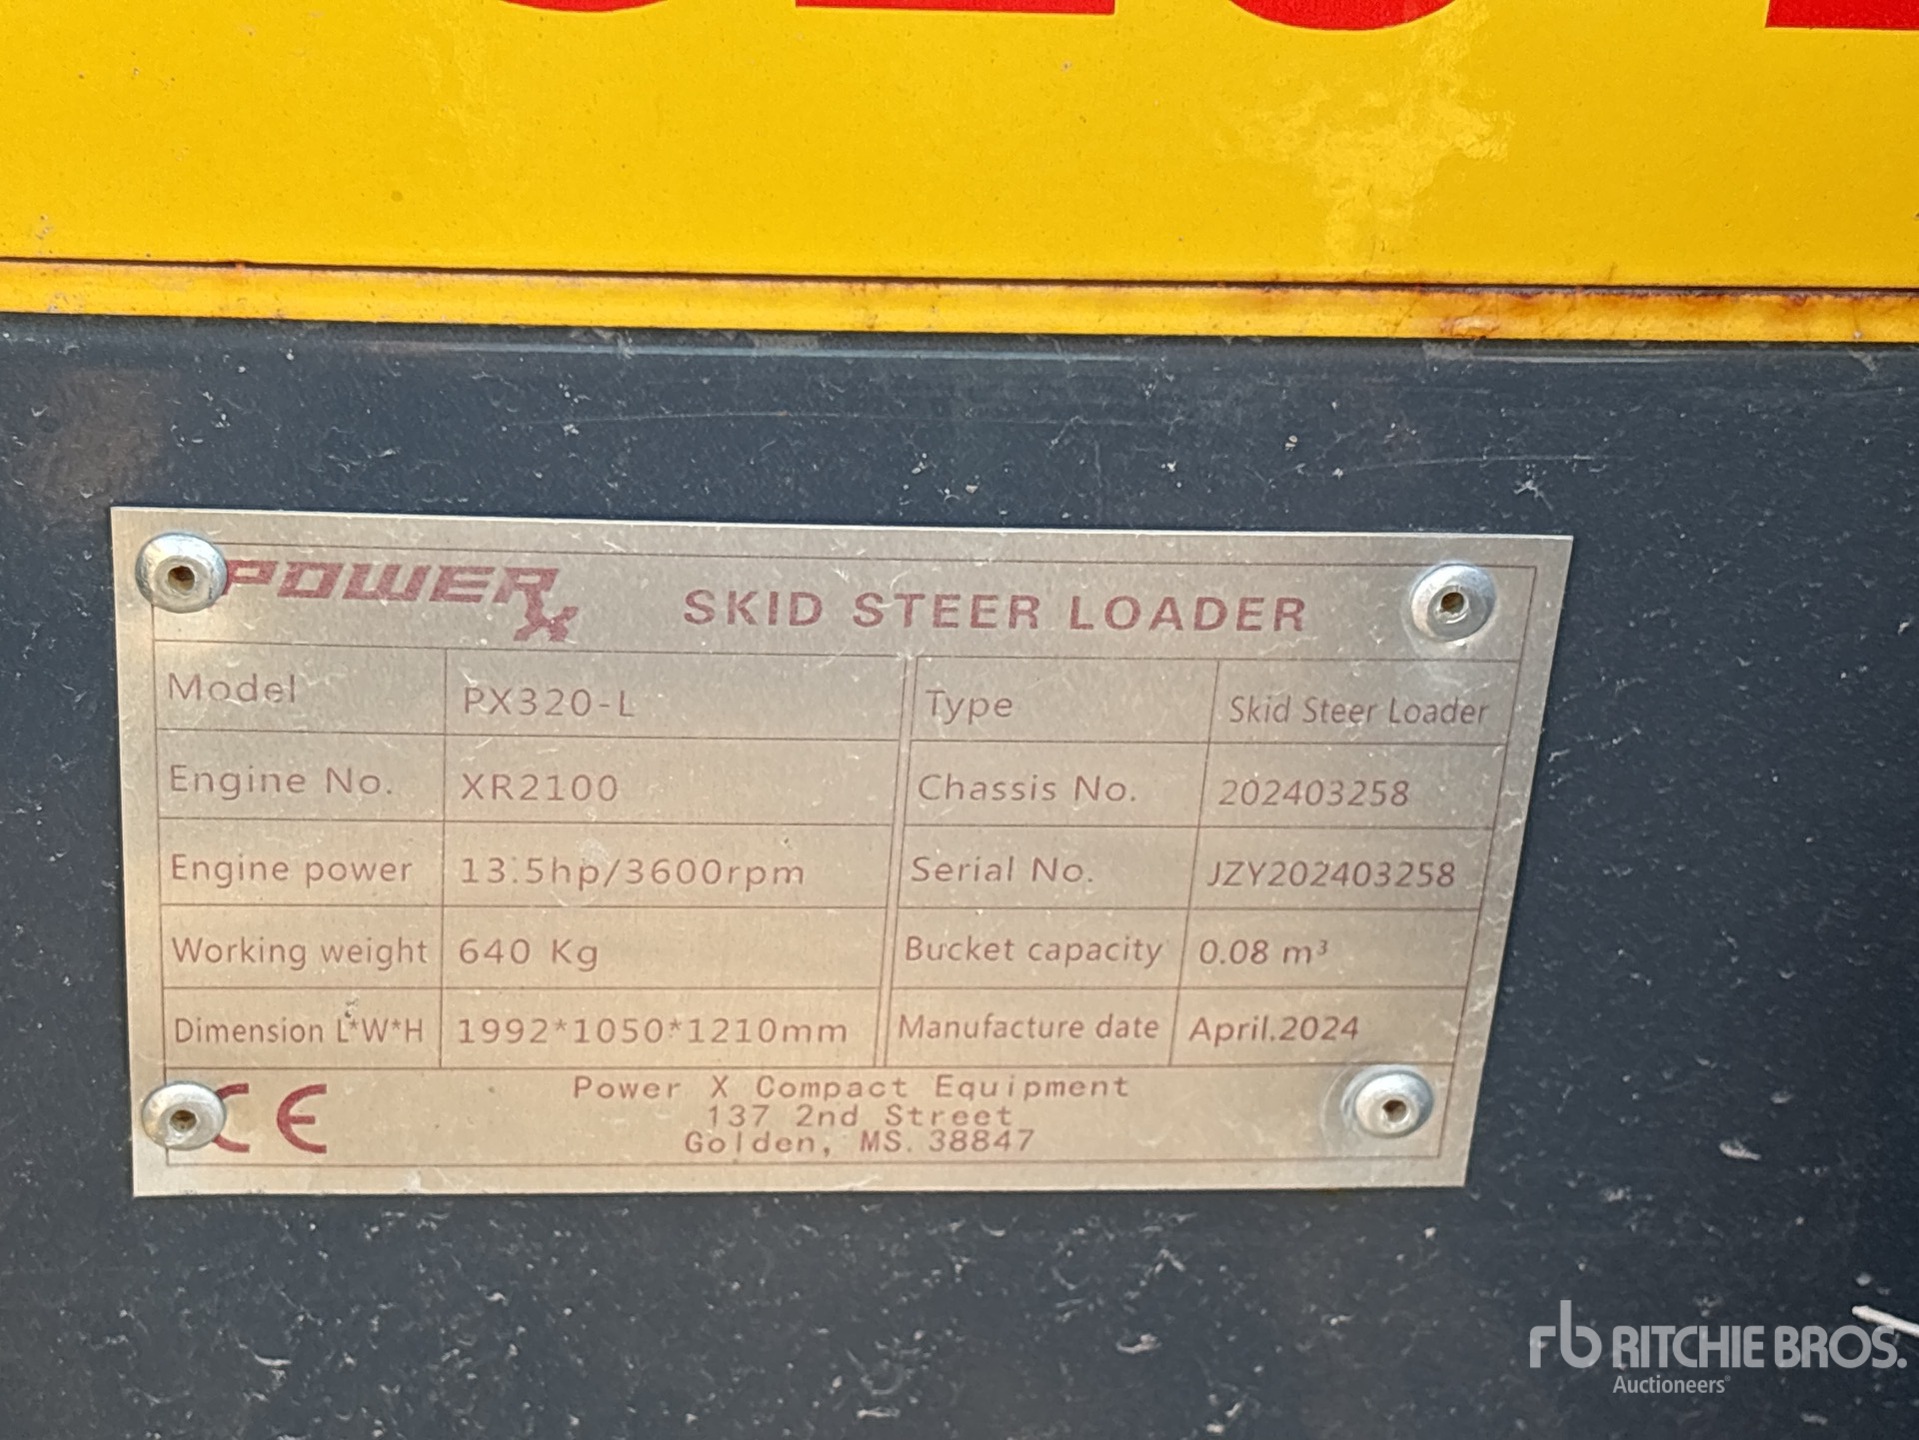 POWER X SKID STEER LOADER
Model PX320-L Type Skid Steer Loader
Engine No. XR2100 Chassis No. 202403258
Engine power 13.5hp/3600rpm Serial No. JZY202403258
Working weight 640 Kg Bucket capacity 0.08 m³
Dimension L*W*H 1992*1050*1210mm Manufacture date April.2024
CE Power X Compact Equipment
137 2nd Street
Golden, MS. 38847
rb RITCHIE BROS.
Auctioneers